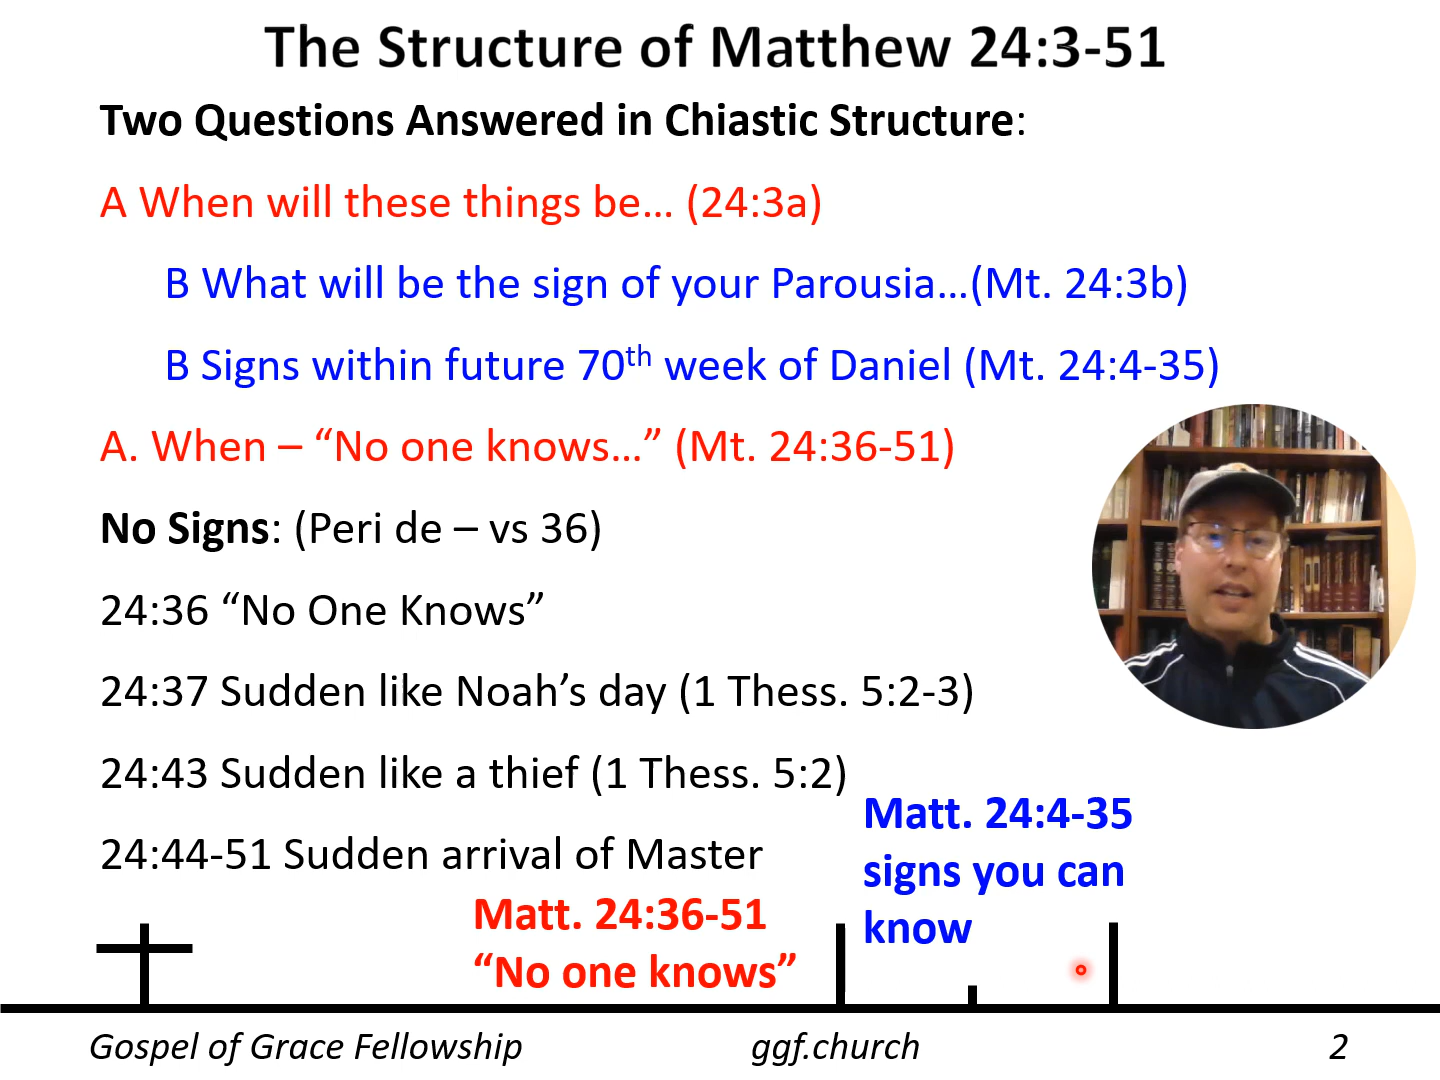 The Structure of Matthew 24:3-51
Two Questions Answered in Chiastic Structure:
A When will these things be... (24:3a)
B What will be the sign of your Parousia...(Mt. 24:3b)
B Signs within future 70th week of Daniel (Mt. 24:4-35)
A. When – “No one knows...” (Mt. 24:36-51)
No Signs: (Peri de – vs 36)
24:36 “No One Knows”
24:37 Sudden like Noah’s day (1 Thess. 5:2-3)
24:43 Sudden like a thief (1 Thess. 5:2)
24:44-51 Sudden arrival of Master
Matt. 24:36-51
“No one knows”
Matt. 24:4-35
signs you can
know
Gospel of Grace Fellowship
ggf.church
2